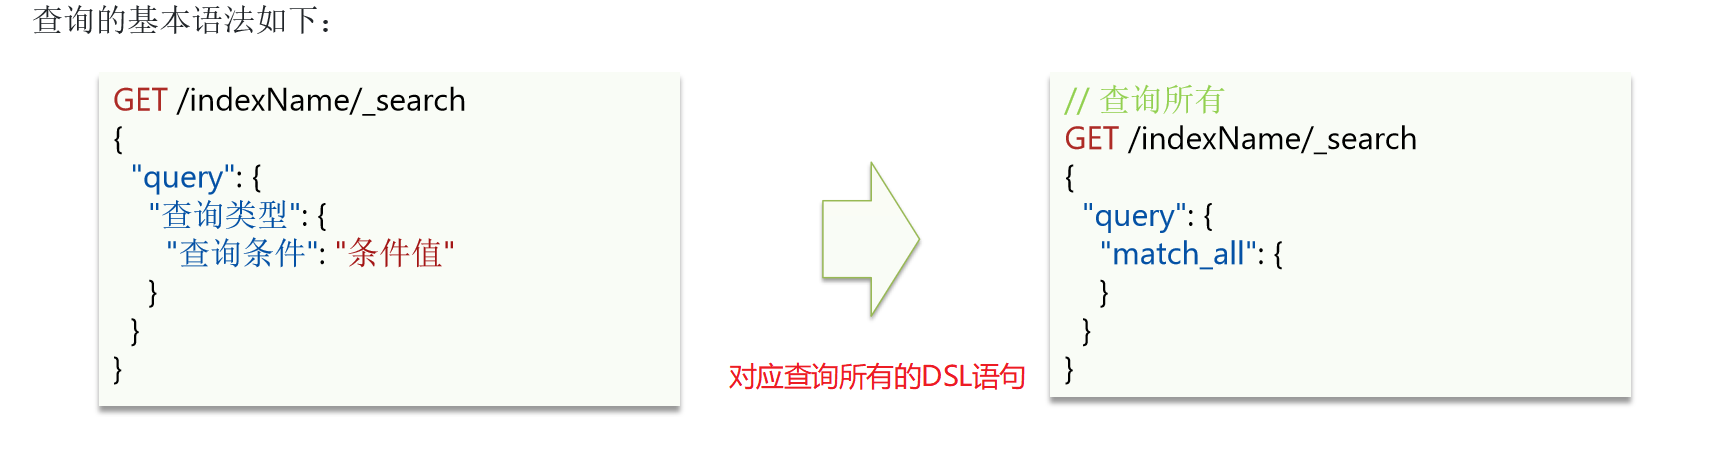 查询的基本语法如下：
GET /indexName/_search
{
  "query": {
    "查询类型": {
      "查询条件": "条件值"
    }
  }
}
对应查询所有的DSL语句
// 查询所有
GET /indexName/_search
{
  "query": {
    "match_all": {
    }
  }
}